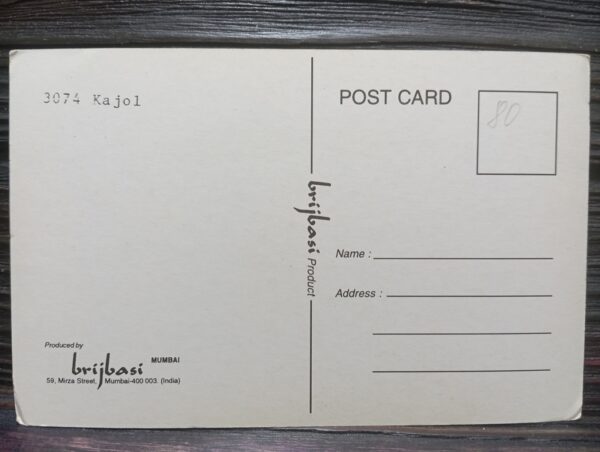 3074 Kajol
Produced by
brijbasi MUMBAI
59, Mirza Street, Mumbai-400 003. (India)
brijbasi Product
POST CARD
80
Name :
Address :